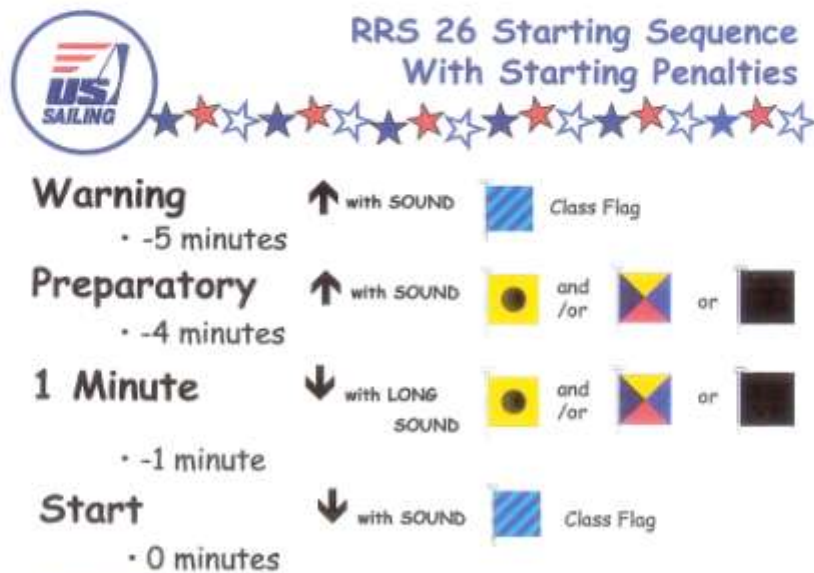 RRS 26 Starting Sequence
With Starting Penalties
US
SAILING
Warning
with SOUND
Class Flag
• -5 minutes
Preparatory
with SOUND
and
/or
or
• -4 minutes
1 Minute
with LONG
SOUND
and
/or
or
• -1 minute
Start
with SOUND
Class Flag
• 0 minutes